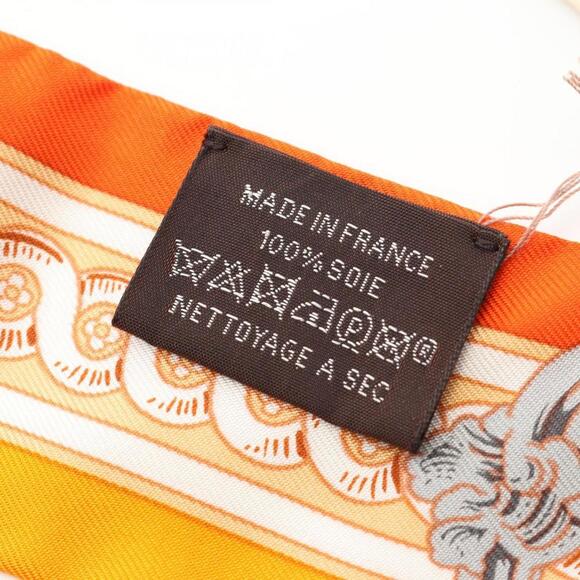 MADE IN FRANCE
100% SOIE
P ®
NETTOYAGE A SEC